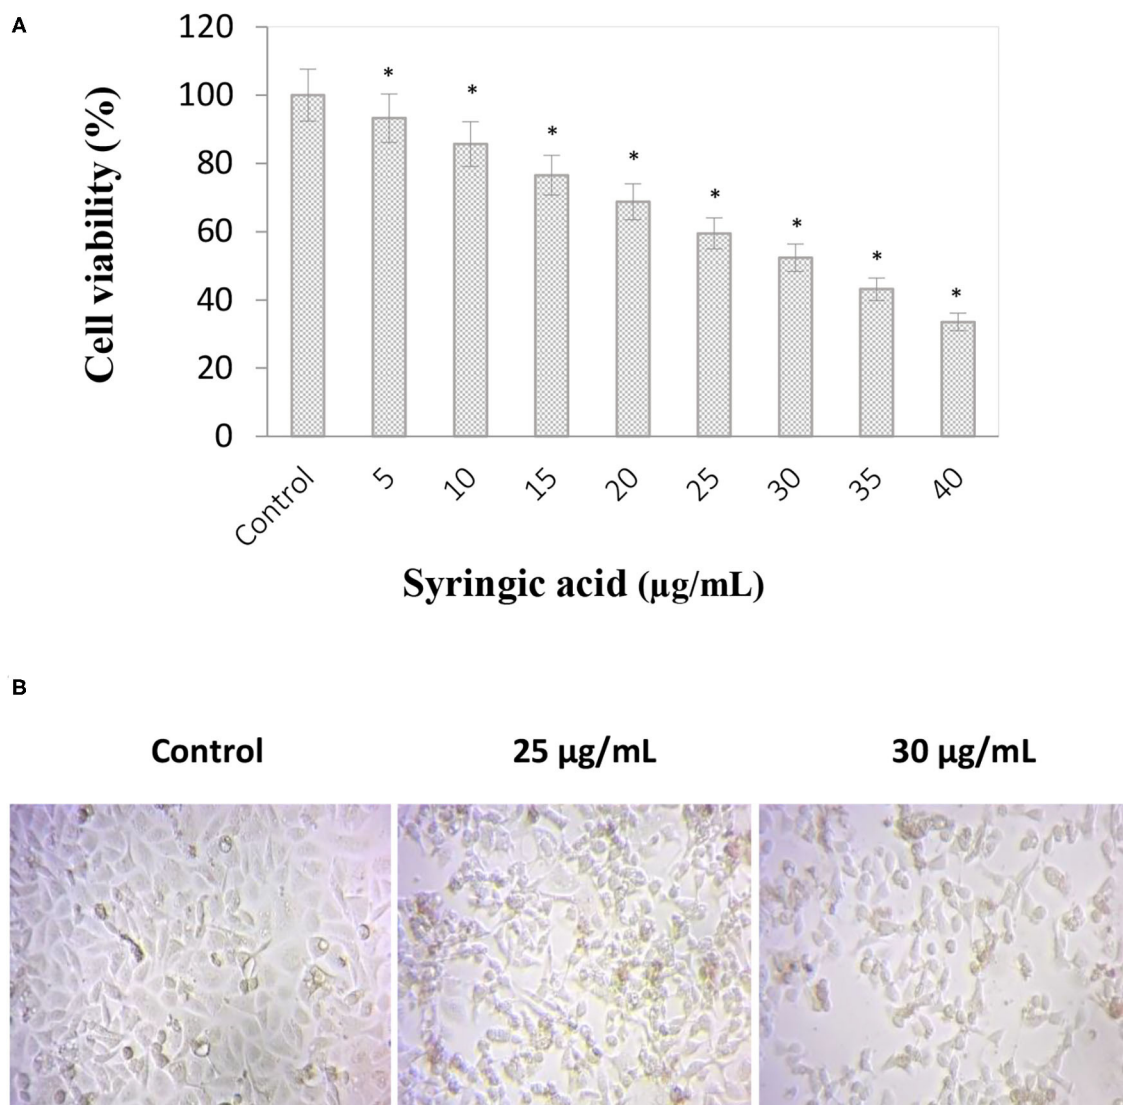 A
120
100
80
60
40
20
0
Cell viability (%)
* * * * * * * *
Control 5 10 15 20 25 30 35 40
Syringic acid (µg/mL)
B
Control 25 µg/mL 30 µg/mL